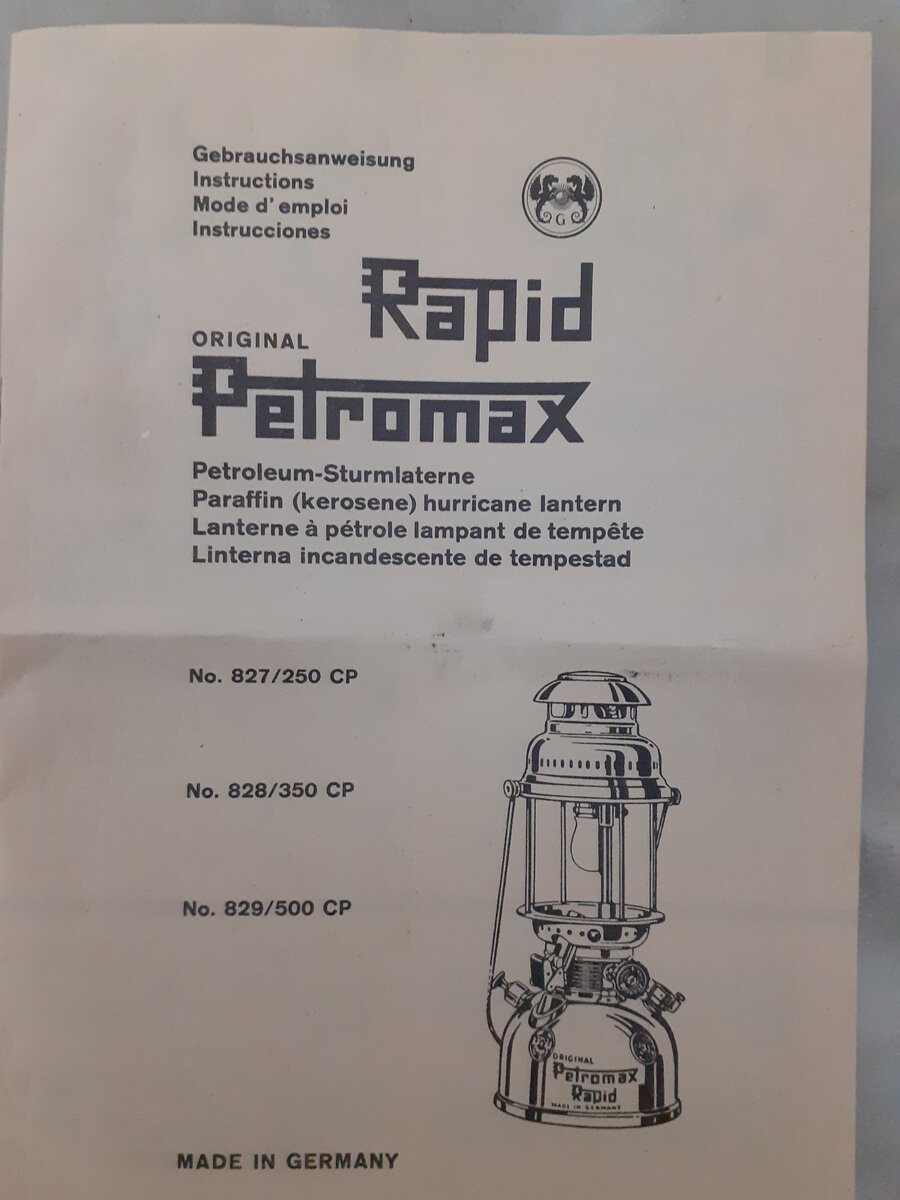 Gebrauchsanweisung
Instructions
Mode d' emploi
Instrucciones
G
Rapid
ORIGINAL
Petromax
Petroleum-Sturmlaterne
Paraffin (kerosene) hurricane lantern
Lanterne à pétrole lampant de tempête
Linterna incandescente de tempestad
No. 827/250 CP
No. 828/350 CP
No. 829/500 CP
ORIGINAL
Petromax
Rapid
MADE IN GERMANY
MADE IN GERMANY